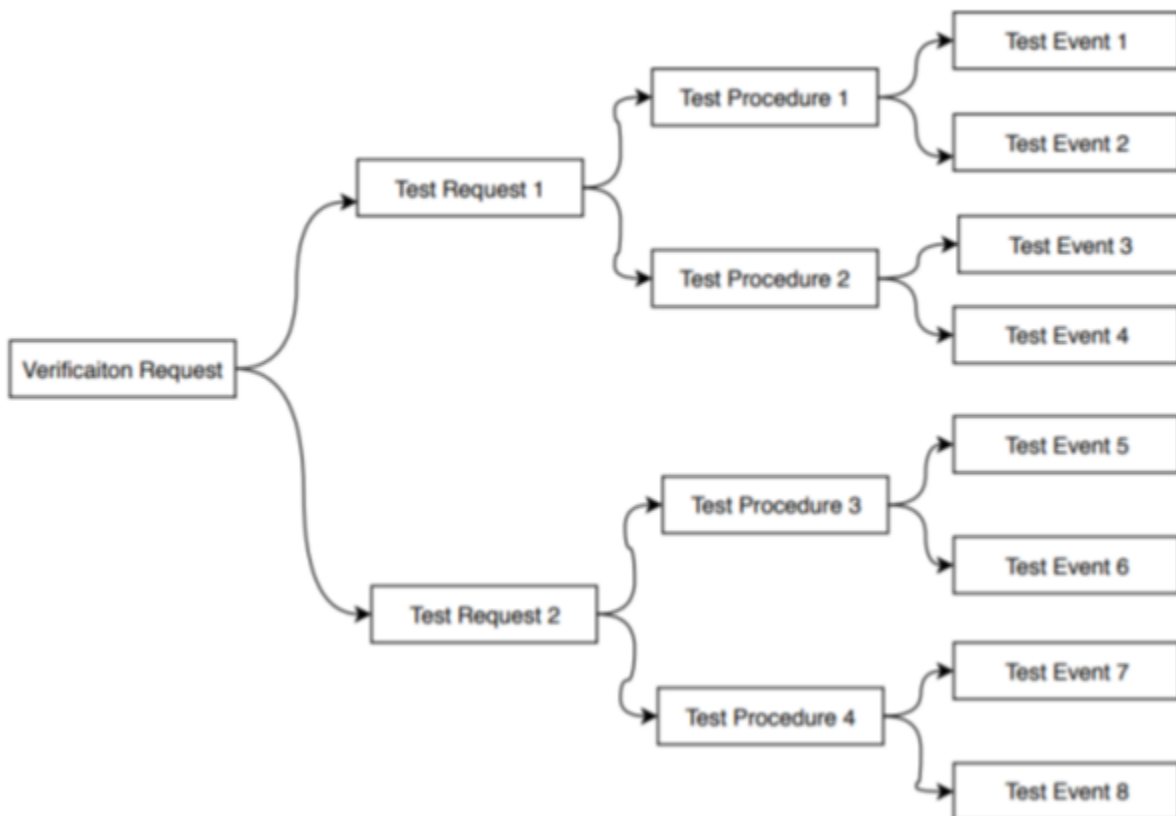 Test Event 1
Test Procedure 1
Test Event 2
Test Request 1
Test Event 3
Test Procedure 2
Test Event 4
Verificaiton Request
Test Event 5
Test Procedure 3
Test Event 6
Test Request 2
Test Event 7
Test Procedure 4
Test Event 8